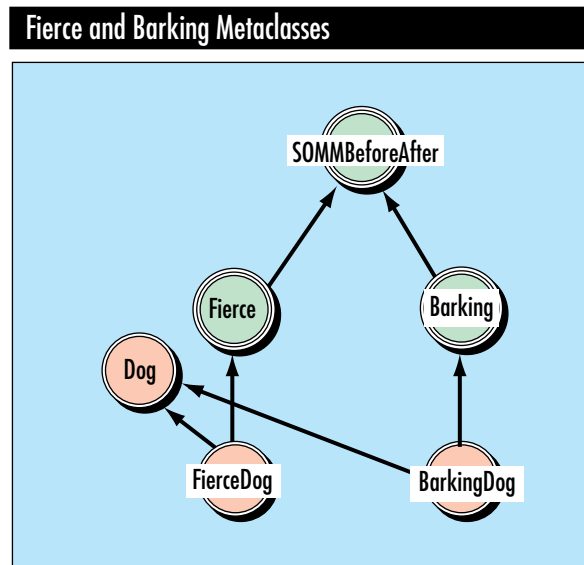 Fierce and Barking Metaclasses
SOMMBeforeAfter
Fierce
Barking
Dog
FierceDog
BarkingDog